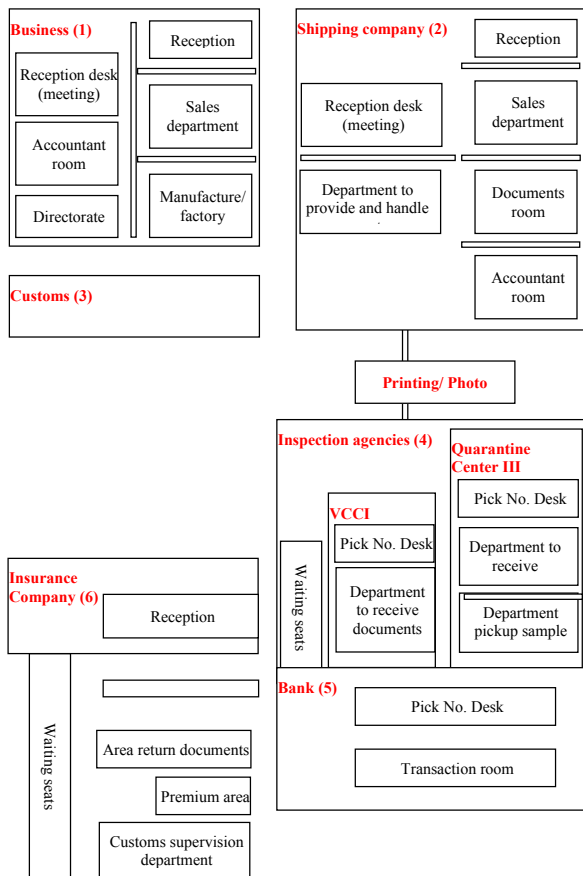 Business (1)
Reception
Reception desk
(meeting)
Sales
department
Accountant
room
Manufacture/
factory
Directorate
Shipping company (2)
Reception
Reception desk
(meeting)
Sales
department
Department to
provide and handle
Documents
room
Accountant
room
Customs (3)
Printing/ Photo
Inspection agencies (4)
Quarantine
Center III
Pick No. Desk
VCCI
Pick No. Desk
Department to
receive
Waiting seats
Department
to receive
documents
Department
pickup sample
Insurance
Company (6)
Reception
Bank (5)
Pick No. Desk
Transaction room
Waiting seats
Area return documents
Premium area
Customs supervision
department